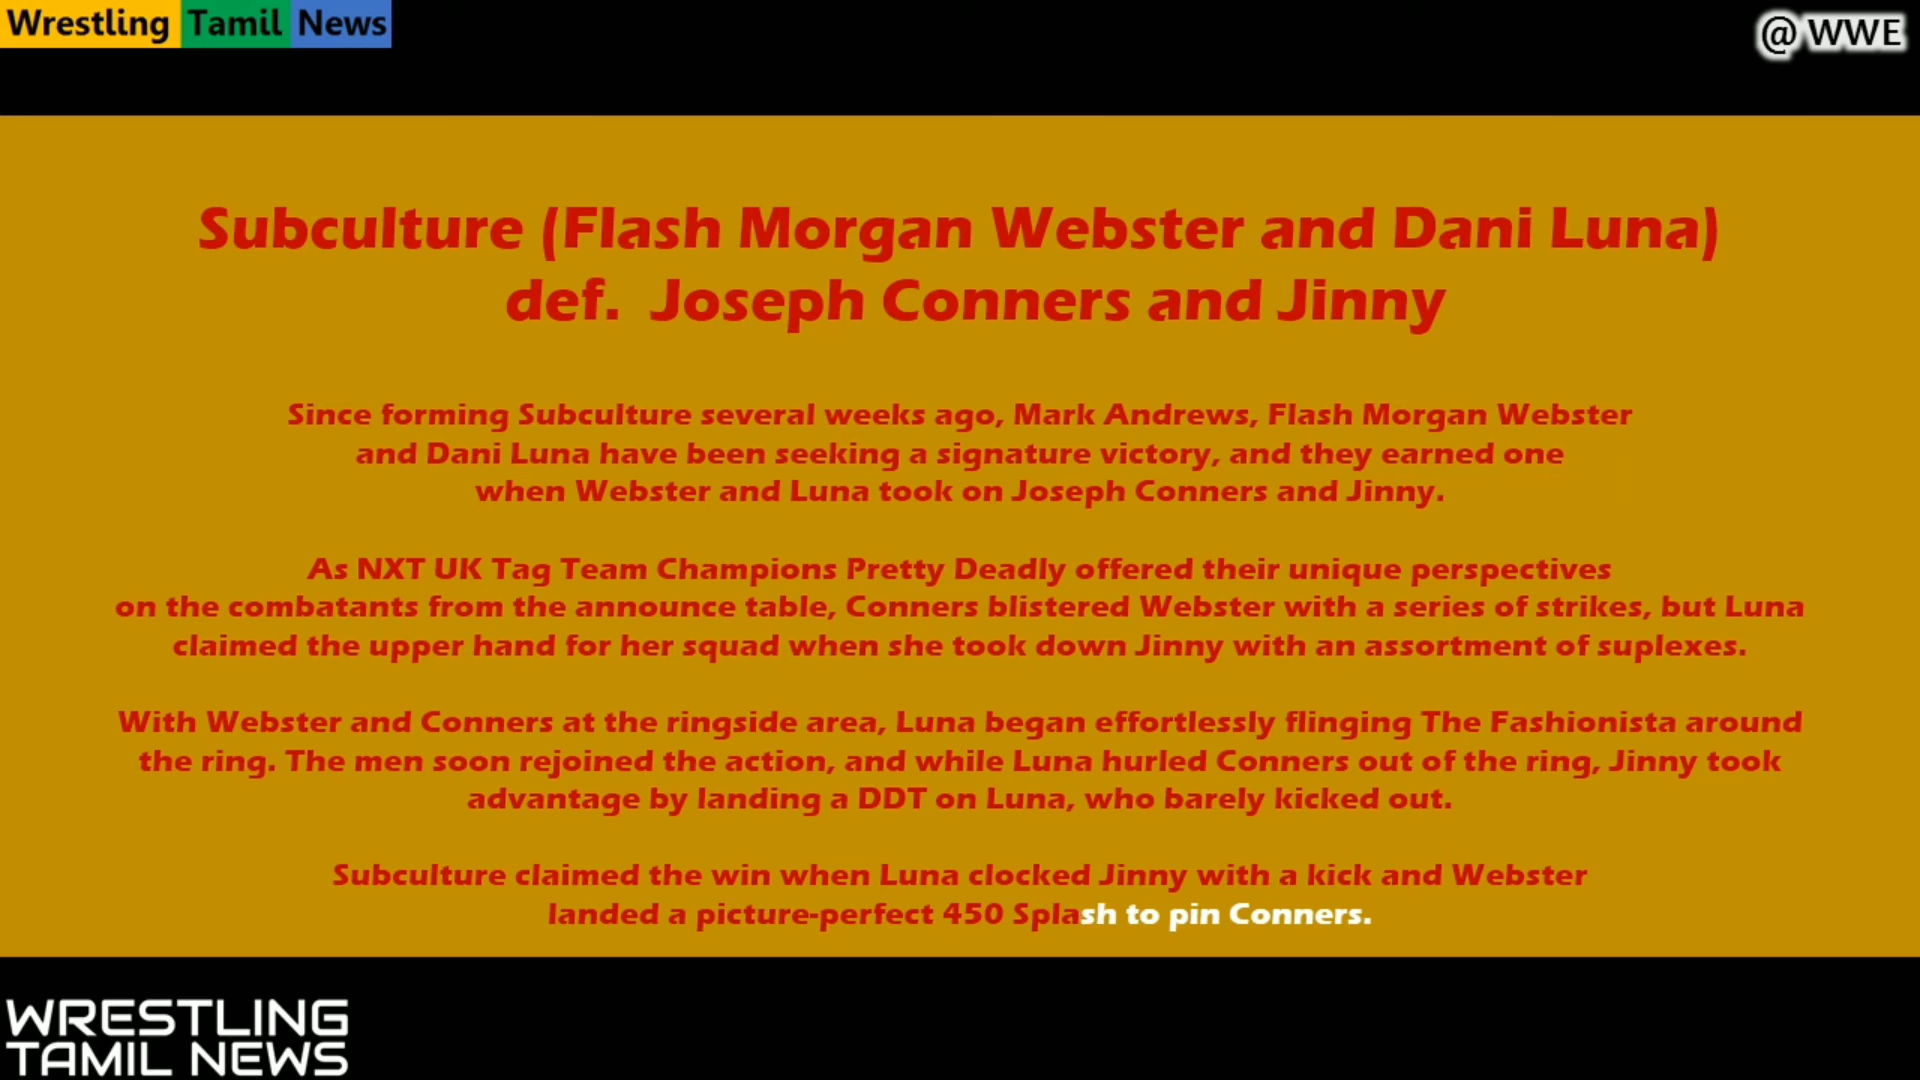 Wrestling Tamil News
@ WWE
Subculture (Flash Morgan Webster and Dani Luna)
def. Joseph Conners and Jinny
Since forming Subculture several weeks ago, Mark Andrews, Flash Morgan Webster
and Dani Luna have been seeking a signature victory, and they earned one
when Webster and Luna took on Joseph Conners and Jinny.
As NXT UK Tag Team Champions Pretty Deadly offered their unique perspectives
on the combatants from the announce table, Conners blistered Webster with a series of strikes, but Luna
claimed the upper hand for her squad when she took down Jinny with an assortment of suplexes.
With Webster and Conners at the ringside area, Luna began effortlessly flinging The Fashionista around
the ring. The men soon rejoined the action, and while Luna hurled Conners out of the ring, Jinny took
advantage by landing a DDT on Luna, who barely kicked out.
Subculture claimed the win when Luna clocked Jinny with a kick and Webster
landed a picture-perfect 450 Splash to pin Conners.
WRESTLING
TAMIL NEWS